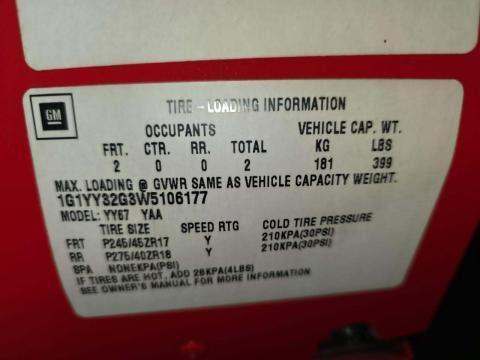 GM
TIRE-LOADING INFORMATION
OCCUPANTS VEHICLE CAP. WT.
FRT. CTR. RR. TOTAL KG LBS
2 0 0 2 181 399
MAX. LOADING @ GVWR SAME AS VEHICLE CAPACITY WEIGHT.
1G1YY32G3W5106177
MODEL: YY67 YAA
TIRE SIZE SPEED RTG COLD TIRE PRESSURE
FRT P245/45ZR17 Y 210KPA(30PSI)
RR P275/40ZR18 Y 210KPA(30PSI)
SPA NONEKPA(PSI)
IF TIRES ARE HOT, ADD 28KPA(4LBS)
SEE OWNER'S MANUAL FOR MORE INFORMATION